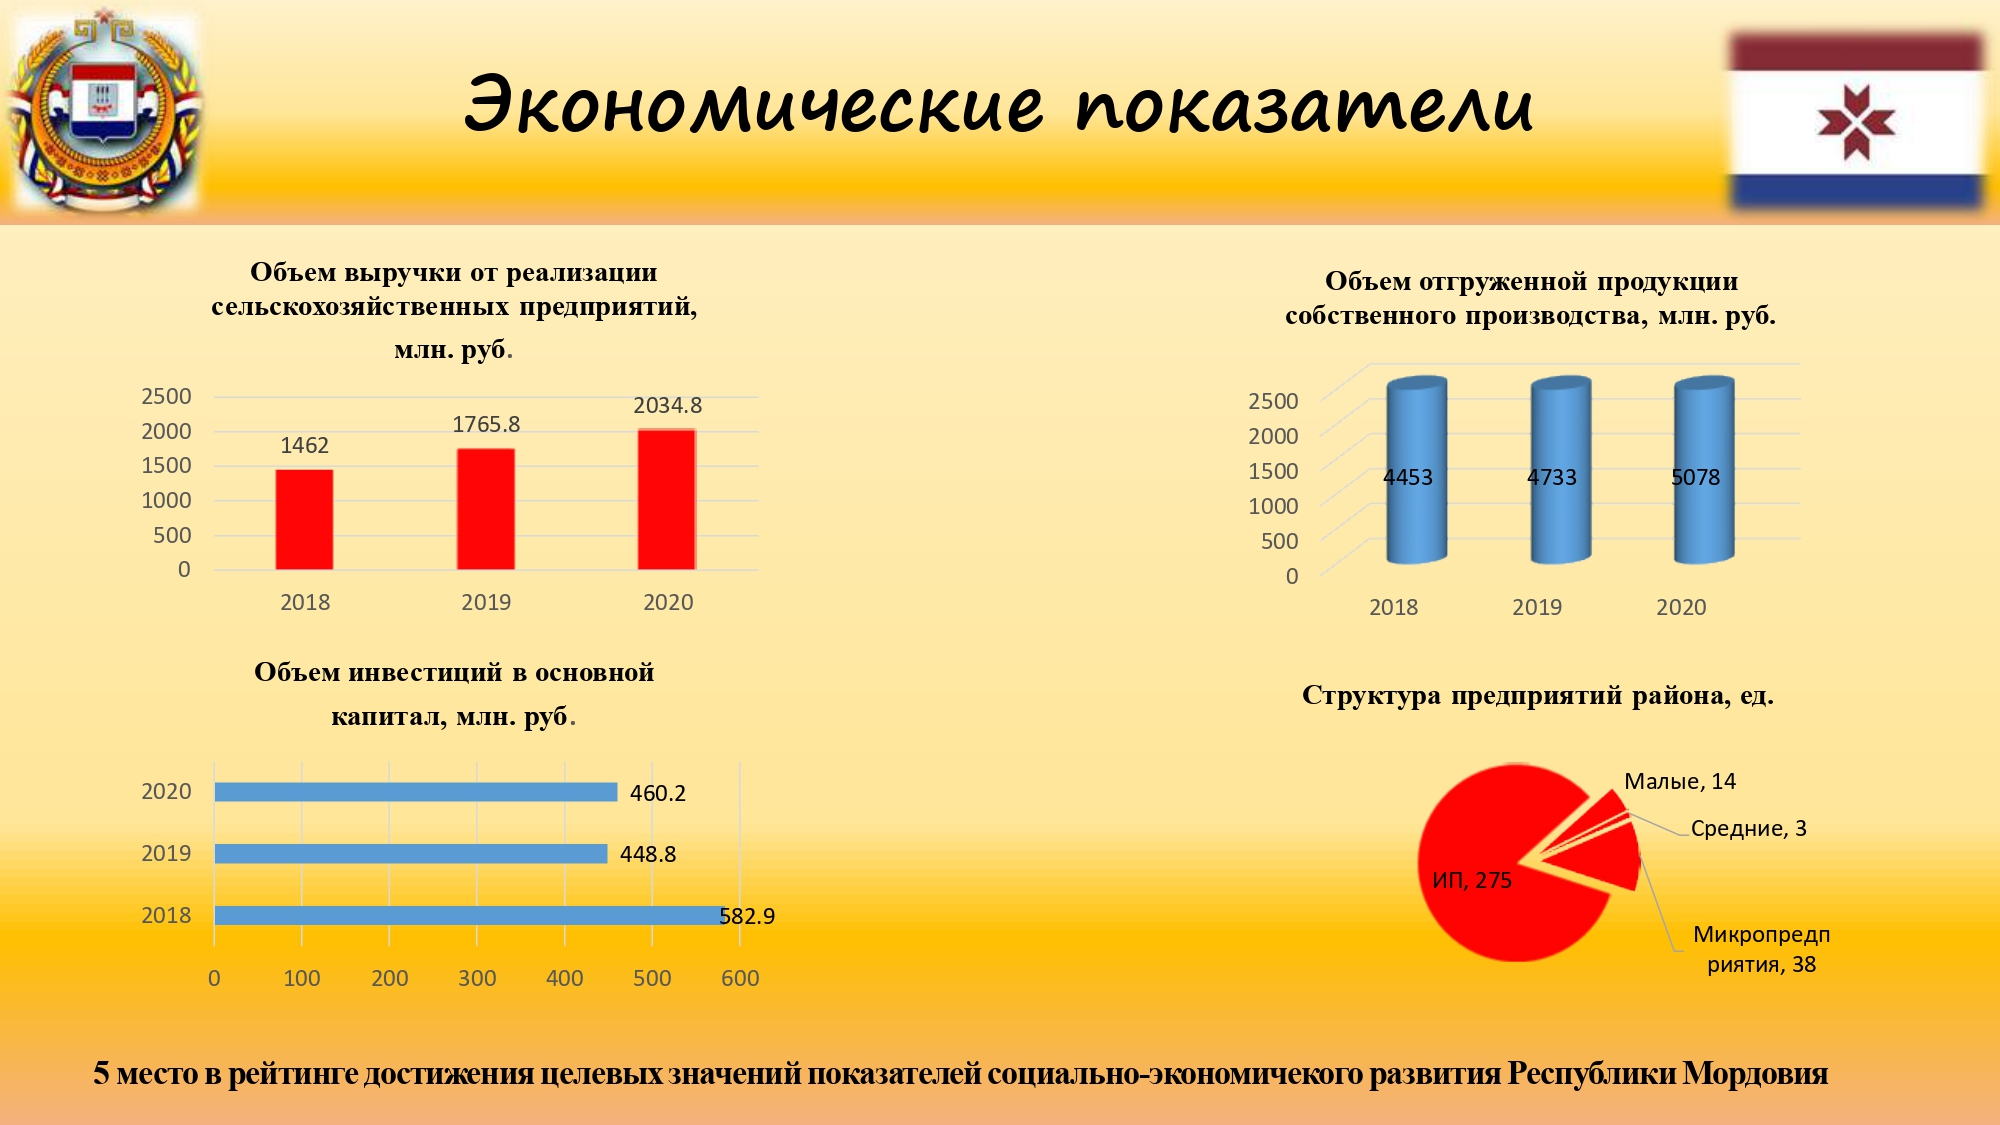 Экономические показатели
Объем выручки от реализации
сельскохозяйственных предприятий,
млн. руб.
2500
2000
1500
1000
500
0
1462
1765.8
2034.8
2018 2019 2020
Объем отгруженной продукции
собственного производства, млн. руб.
2500
2000
1500
1000
500
0
4453 4733 5078
2018 2019 2020
Объем инвестиций в основной
капитал, млн. руб.
2020 460.2
2019 448.8
2018 582.9
0 100 200 300 400 500 600
Структура предприятий района, ед.
Малые, 14
Средние, 3
ИП, 275
Микропредп
риятия, 38
5 место в рейтинге достижения целевых значений показателей социально-экономичекого развития Республики Мордовия